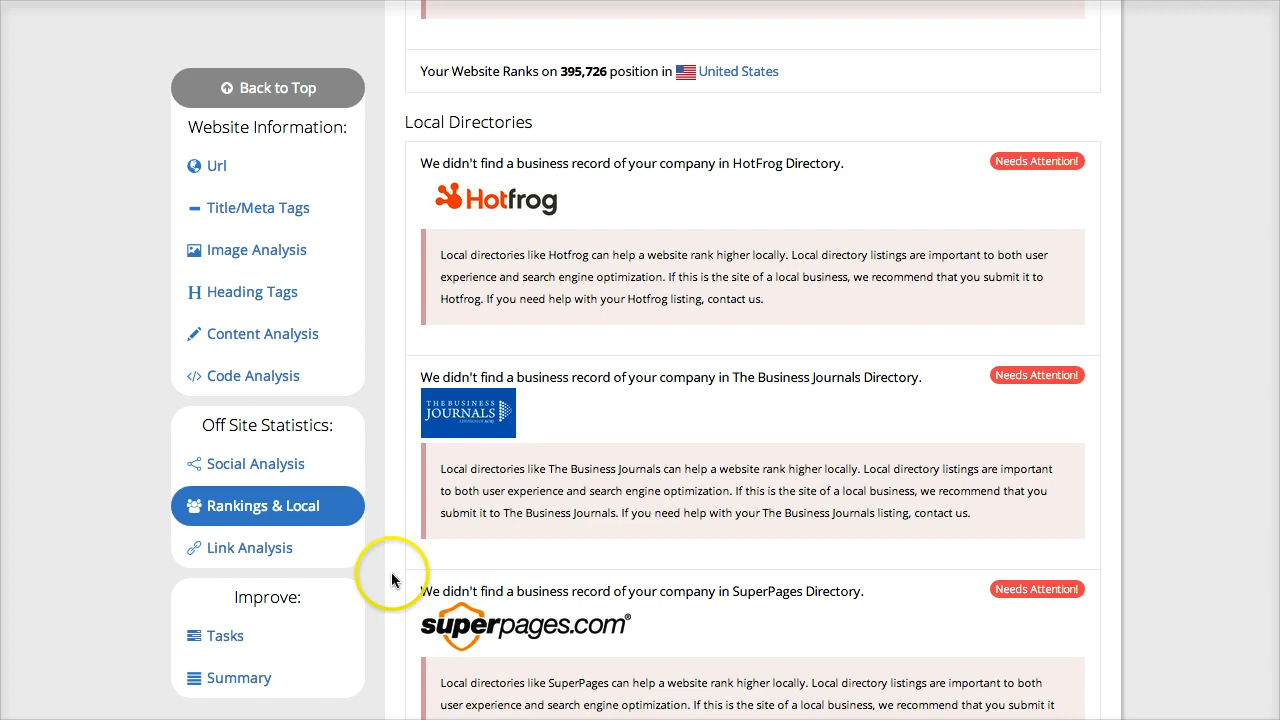 Back to Top
Website Information:
Url
Title/Meta Tags
Image Analysis
Heading Tags
Content Analysis
Code Analysis
Off Site Statistics:
Social Analysis
Rankings & Local
Link Analysis
Improve:
Tasks
Summary
Your Website Ranks on 395,726 position in United States
Local Directories
We didn't find a business record of your company in HotFrog Directory.
Needs Attention!
Hotfrog
Local directories like Hotfrog can help a website rank higher locally. Local directory listings are important to both user
experience and search engine optimization. If this is the site of a local business, we recommend that you submit it to
Hotfrog. If you need help with your Hotfrog listing, contact us.
We didn't find a business record of your company in The Business Journals Directory.
Needs Attention!
THE BUSINESS
JOURNALS
Local directories like The Business Journals can help a website rank higher locally. Local directory listings are important
to both user experience and search engine optimization. If this is the site of a local business, we recommend that you
submit it to The Business Journals. If you need help with your The Business Journals listing, contact us.
We didn't find a business record of your company in SuperPages Directory.
Needs Attention!
superpages.com®
Local directories like SuperPages can help a website rank higher locally. Local directory listings are important to both
user experience and search engine optimization. If this is the site of a local business, we recommend that you submit it